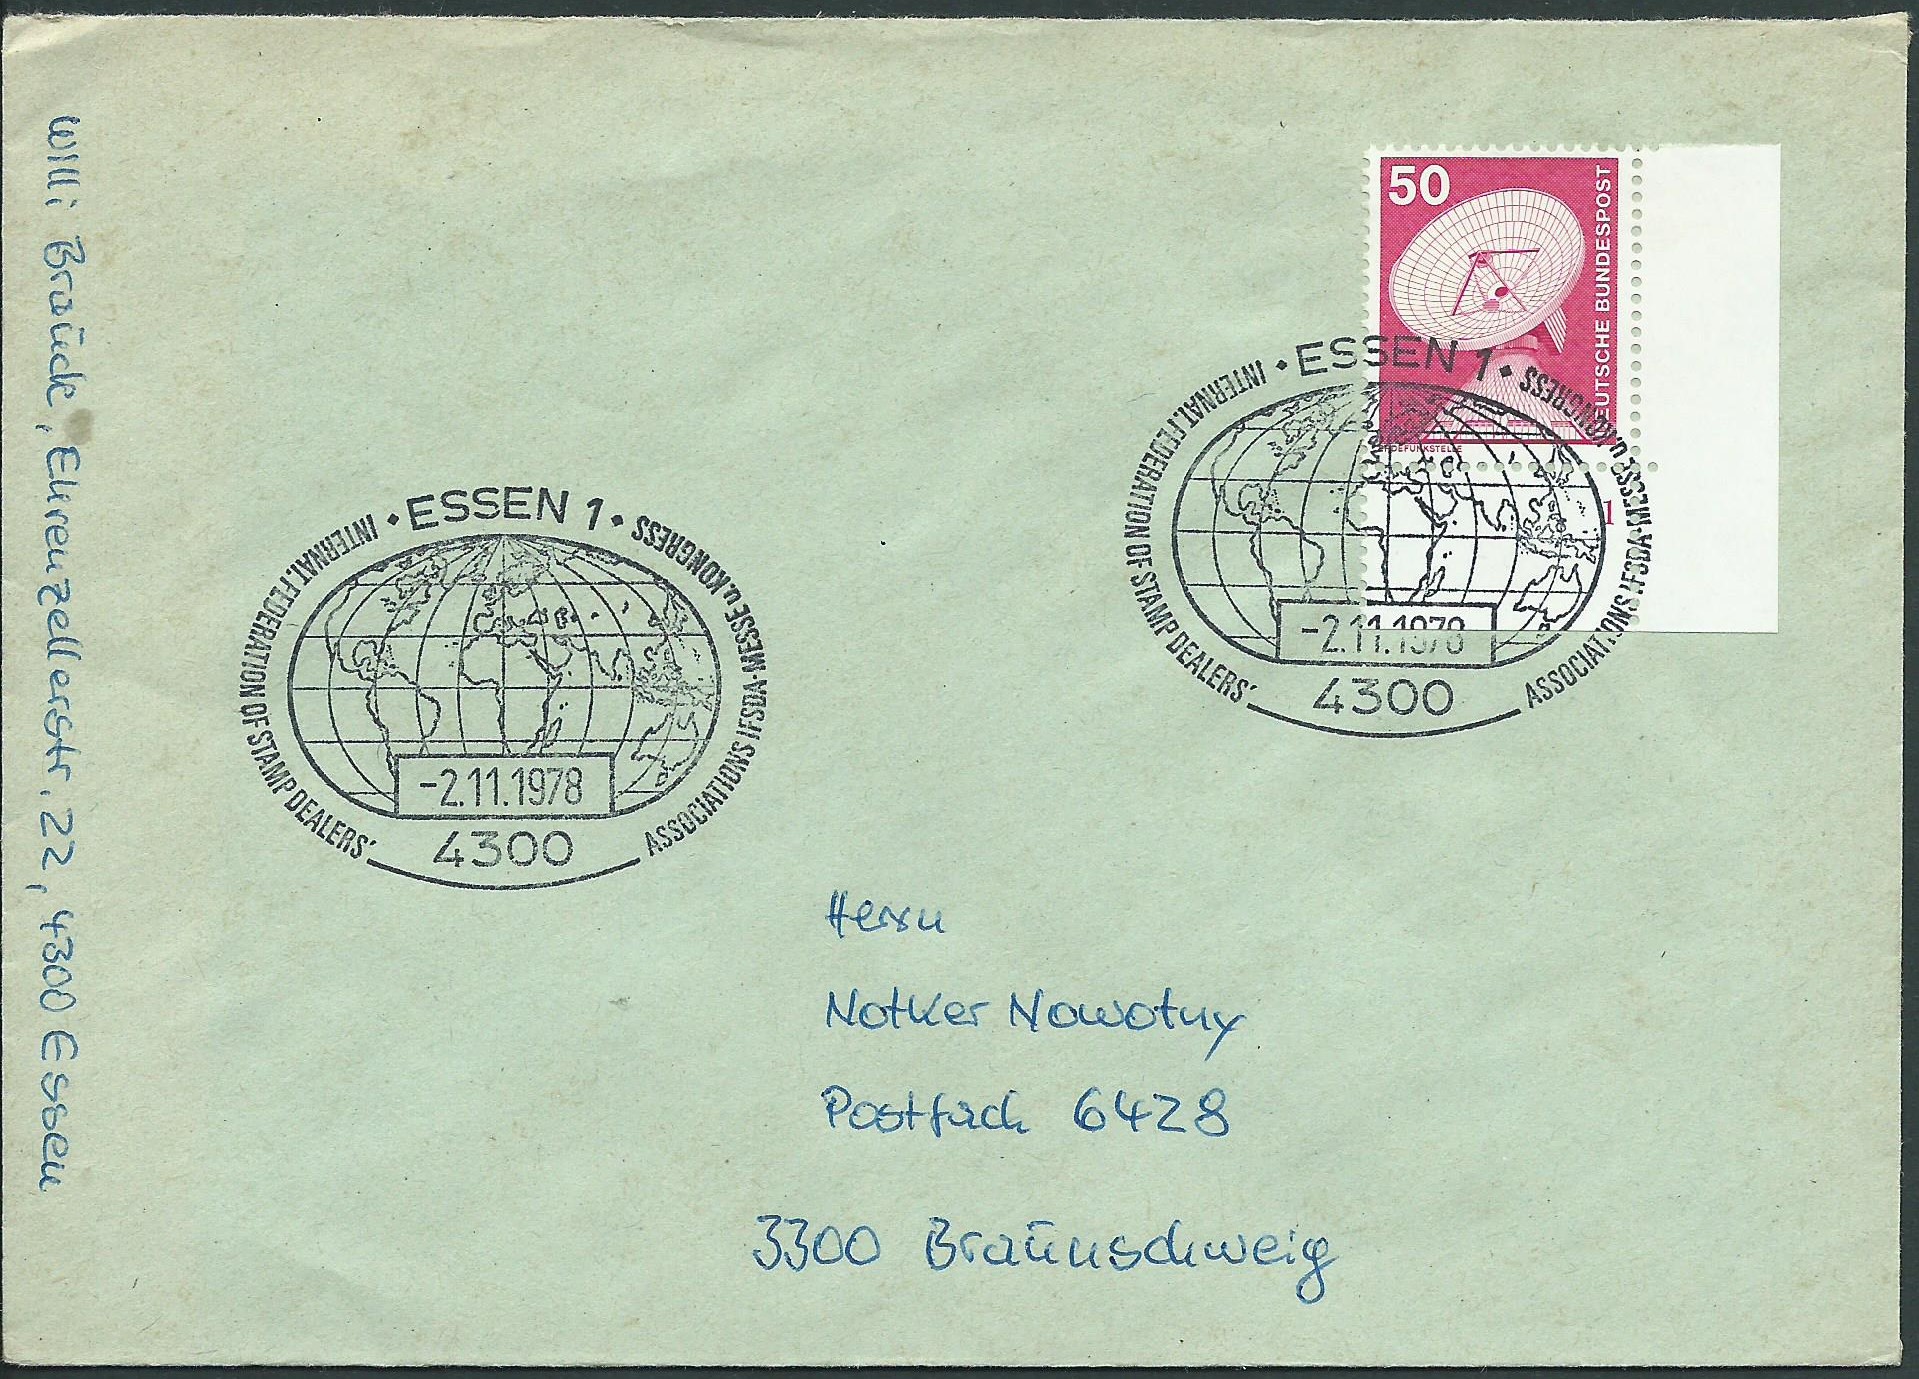 Willi Brauck, Ehrenzellerstr. 22, 4300 Essen
50
DEUTSCHE BUNDESPOST
ERDEFUNKSTELLE
1
• ESSEN 1 •
INTERNAT. FEDERATION OF STAMP DEALERS'
ASSOCIATIONS IFSDA-MESSE u. KONGRESS
-2.11.1978
4300
• ESSEN 1 •
INTERNAT. FEDERATION OF STAMP DEALERS'
ASSOCIATIONS IFSDA-MESSE u. KONGRESS
-2.11.1978
4300
Herrn
Notker Nowotny
Postfach 6428
3300 Braunschweig